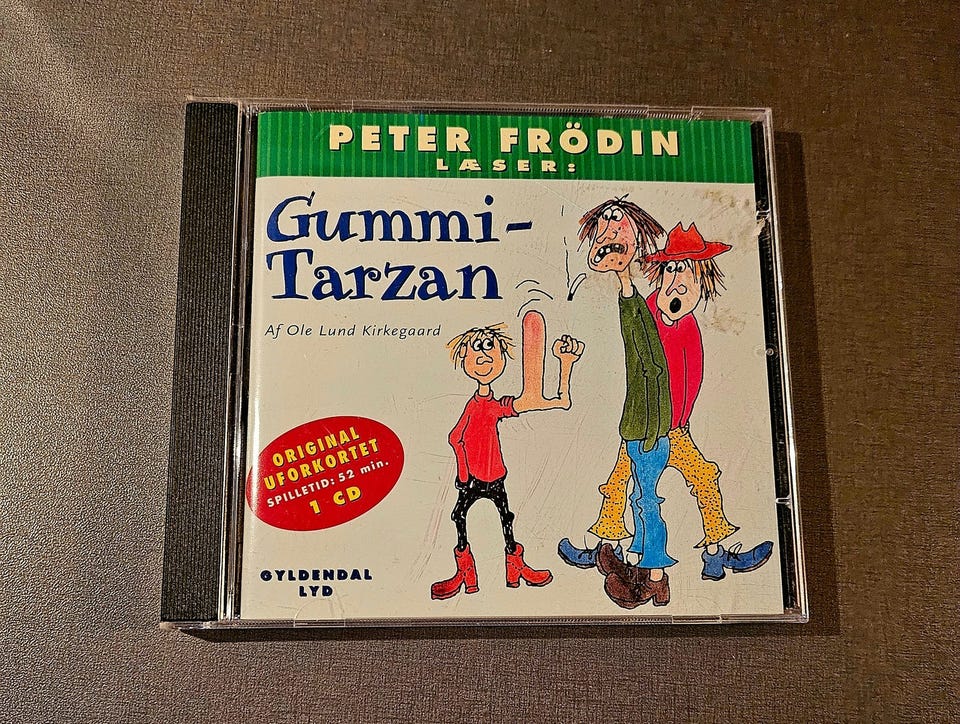 PETER FRÖDIN
LÆSER:
Gummi-
Tarzan
Af Ole Lund Kirkegaard
ORIGINAL
UFORKORTET
SPILLETID: 52 min.
1 CD
GYLDENDAL
LYD